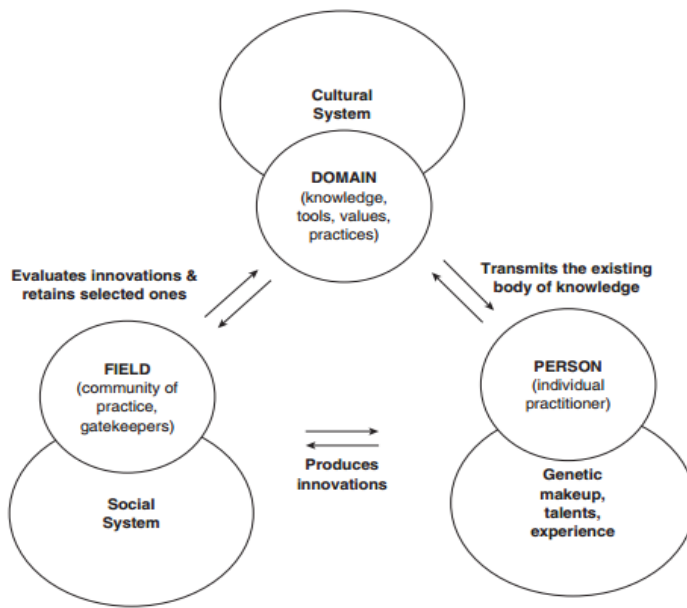 Cultural
System
DOMAIN
(knowledge,
tools, values,
practices)
Evaluates innovations &
retains selected ones
Transmits the existing
body of knowledge
FIELD
(community of
practice,
gatekeepers)
PERSON
(individual
practitioner)
Produces
innovations
Social
System
Genetic
makeup,
talents,
experience